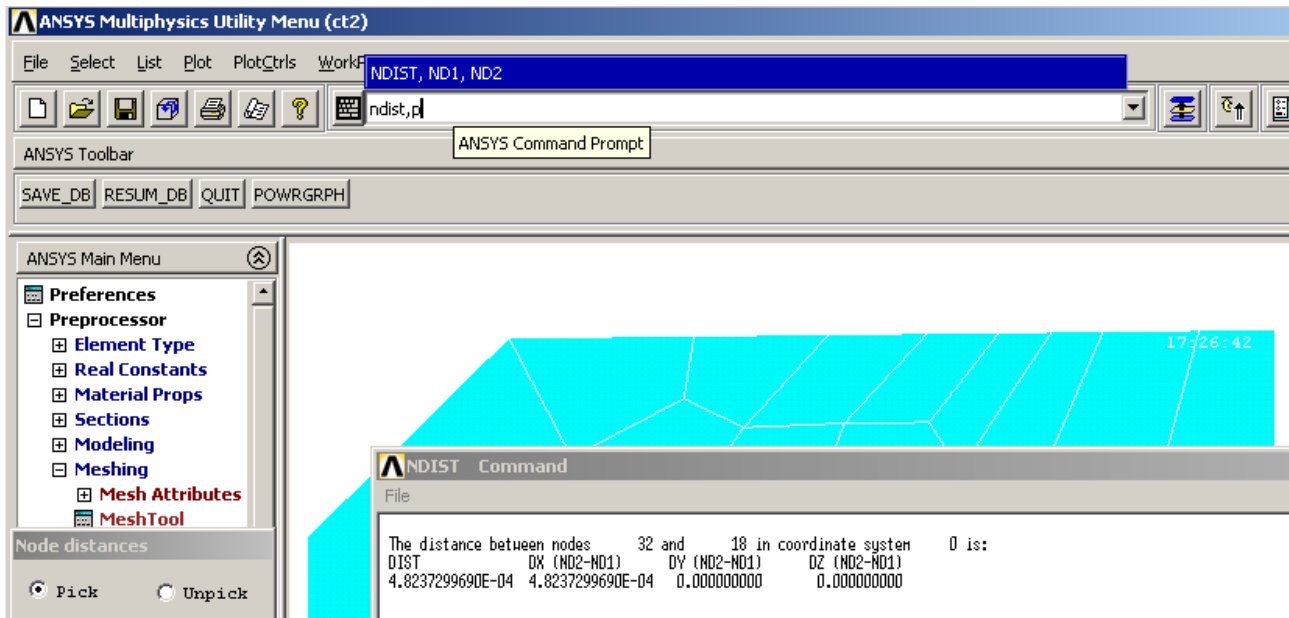 ANSYS Multiphysics Utility Menu (ct2)
File Select List Plot PlotCtrls WorkP
NDIST, ND1, ND2
ndist,p
ANSYS Command Prompt
ANSYS Toolbar
SAVE_DB RESUM_DB QUIT POWRGRPH
ANSYS Main Menu
Preferences
Preprocessor
Element Type
Real Constants
Material Props
Sections
Modeling
Meshing
Mesh Attributes
MeshTool
17:26:42
NDIST Command
File
The distance between nodes 32 and 18 in coordinate system 0 is:
DIST DX (ND2-ND1) DY (ND2-ND1) DZ (ND2-ND1)
4.8237299690E-04 4.8237299690E-04 0.000000000 0.000000000
Node distances
Pick Unpick